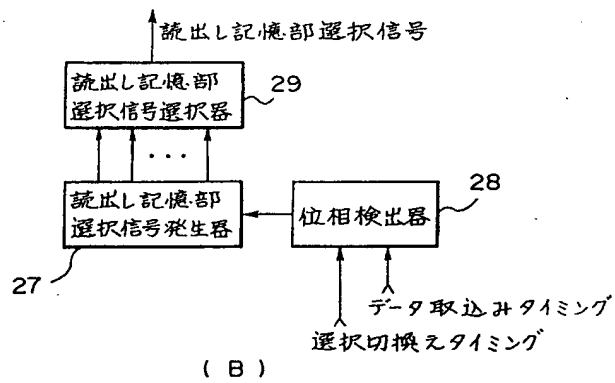 読出し記憶部選択信号
読出し記憶部
選択信号選択器
29
・・・
読出し記憶部
選択信号発生器
27
位相検出器
28
データ取込みタイミング
選択切換えタイミング
( B )